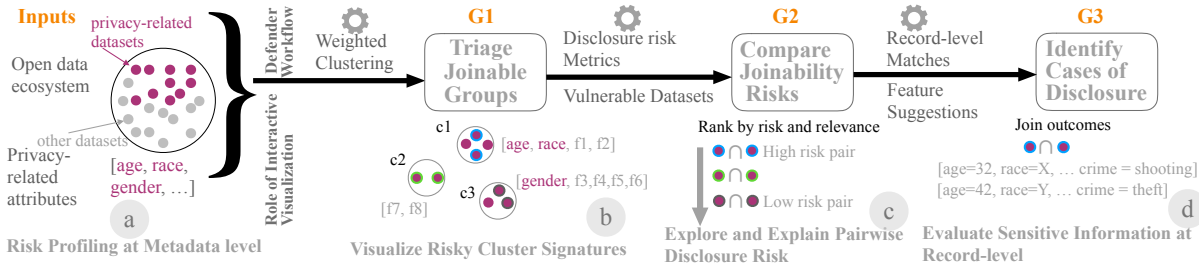 Inputs
privacy-related
datasets
Open data
ecosystem
other datasets
Privacy-
related
attributes
[age, race,
gender, …]
a
Risk Profiling at Metadata level
Defender
Workflow
Role of Interactive
Visualization
Weighted
Clustering
G1
Triage
Joinable
Groups
c1
[age, race, f1, f2]
c2
[f7, f8]
c3
[gender, f3,f4,f5,f6]
b
Visualize Risky Cluster Signatures
Disclosure risk
Metrics
Vulnerable Datasets
G2
Compare
Joinability
Risks
Rank by risk and relevance
∩ High risk pair
∩
∩ Low risk pair
c
Explore and Explain Pairwise
Disclosure Risk
Record-level
Matches
Feature
Suggestions
G3
Identify
Cases of
Disclosure
Join outcomes
∩
[age=32, race=X, … crime = shooting]
[age=42, race=Y, … crime = theft]
d
Evaluate Sensitive Information at
Record-level